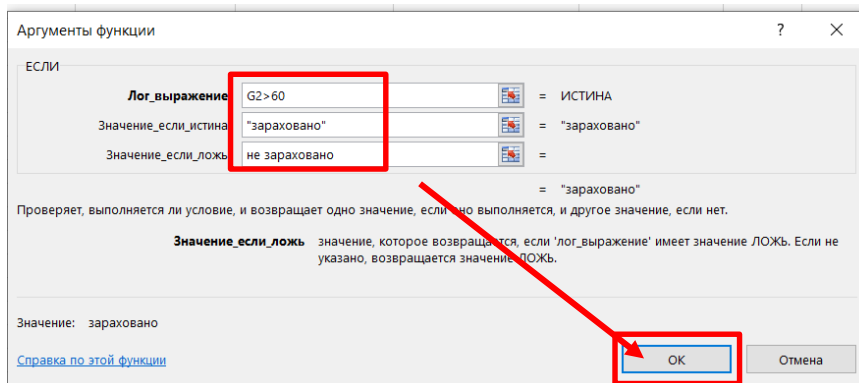 Аргументы функции ? ×
ЕСЛИ
Лог_выражение G2>60 = ИСТИНА
Значение_если_истина "зараховано" = "зараховано"
Значение_если_ложь не зараховано =
= "зараховано"
Проверяет, выполняется ли условие, и возвращает одно значение, если оно выполняется, и другое значение, если нет.
Значение_если_ложь значение, которое возвращается, если 'лог_выражение' имеет значение ЛОЖЬ. Если не
указано, возвращается значение ЛОЖЬ.
Значение: зараховано
Справка по этой функции
ОК Отмена